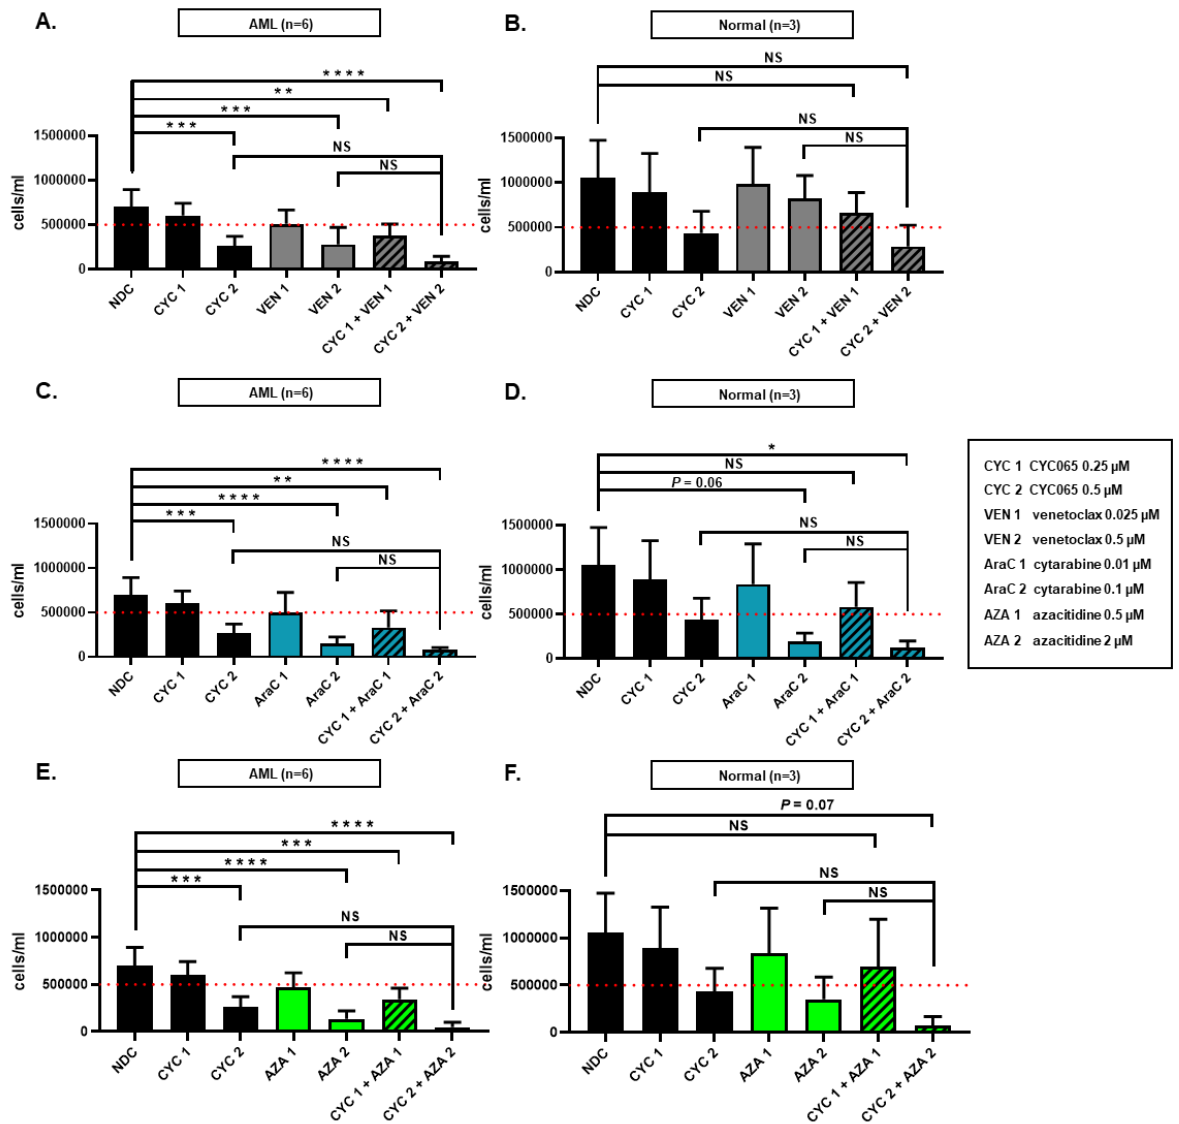 A.
AML (n=6)
****
**
***
***
NS
NS
1500000
1000000
500000
0
cells/ml
NDC
CYC 1
CYC 2
VEN 1
VEN 2
CYC 1 + VEN 1
CYC 2 + VEN 2
B.
Normal (n=3)
NS
NS
NS
NS
1500000
1000000
500000
0
cells/ml
NDC
CYC 1
CYC 2
VEN 1
VEN 2
CYC 1 + VEN 1
CYC 2 + VEN 2
C.
AML (n=6)
****
**
****
***
NS
NS
1500000
1000000
500000
0
cells/ml
NDC
CYC 1
CYC 2
AraC 1
AraC 2
CYC 1 + AraC 1
CYC 2 + AraC 2
D.
Normal (n=3)
*
NS
P = 0.06
NS
NS
1500000
1000000
500000
0
cells/ml
NDC
CYC 1
CYC 2
AraC 1
AraC 2
CYC 1 + AraC 1
CYC 2 + AraC 2
CYC 1 CYC065 0.25 µM
CYC 2 CYC065 0.5 µM
VEN 1 venetoclax 0.025 µM
VEN 2 venetoclax 0.5 µM
AraC 1 cytarabine 0.01 µM
AraC 2 cytarabine 0.1 µM
AZA 1 azacitidine 0.5 µM
AZA 2 azacitidine 2 µM
E.
AML (n=6)
****
***
****
***
NS
NS
1500000
1000000
500000
0
cells/ml
NDC
CYC 1
CYC 2
AZA 1
AZA 2
CYC 1 + AZA 1
CYC 2 + AZA 2
F.
Normal (n=3)
P = 0.07
NS
NS
NS
1500000
1000000
500000
0
cells/ml
NDC
CYC 1
CYC 2
AZA 1
AZA 2
CYC 1 + AZA 1
CYC 2 + AZA 2